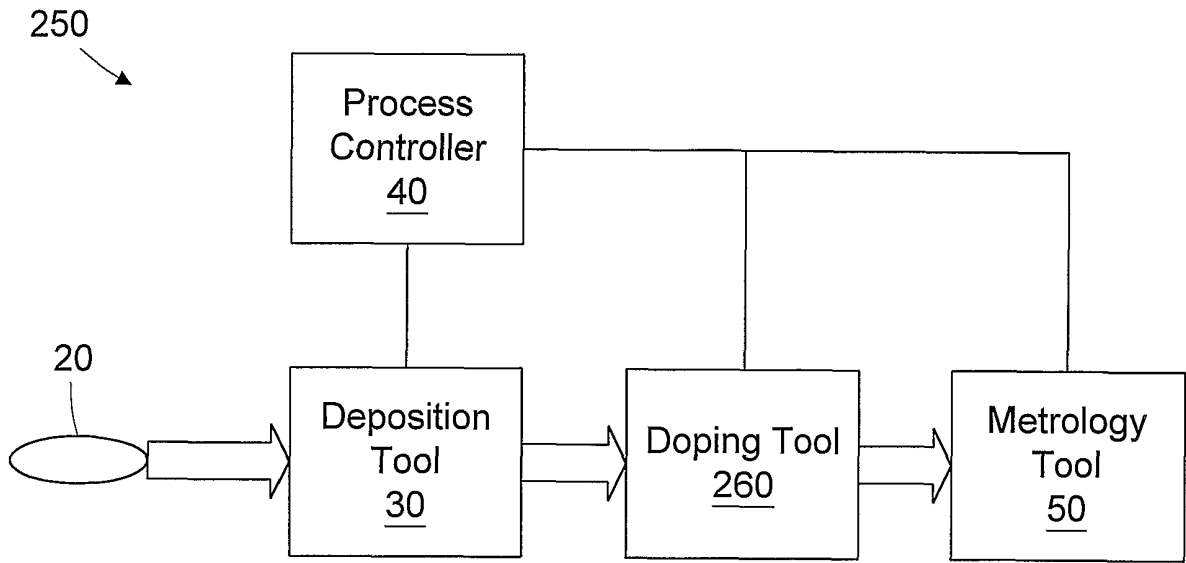 250
Process
Controller
40
20
Deposition
Tool
30
Doping Tool
260
Metrology
Tool
50